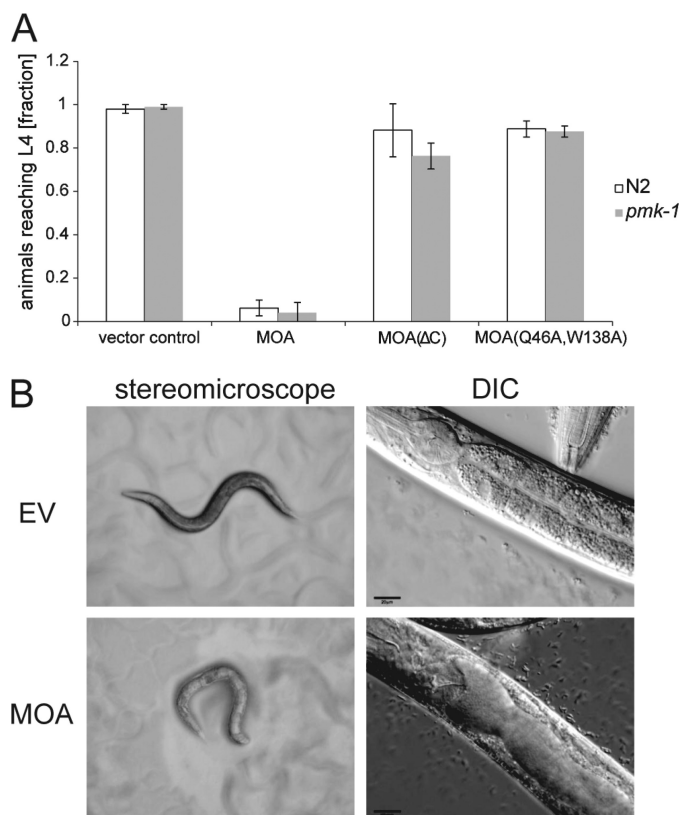 A
animals reaching L4 [fraction]
1.2
1
0.8
0.6
0.4
0.2
0
vector control
MOA
MOA(ΔC)
MOA(Q46A,W138A)
N2
pmk-1
B
stereomicroscope
DIC
EV
MOA
20μm